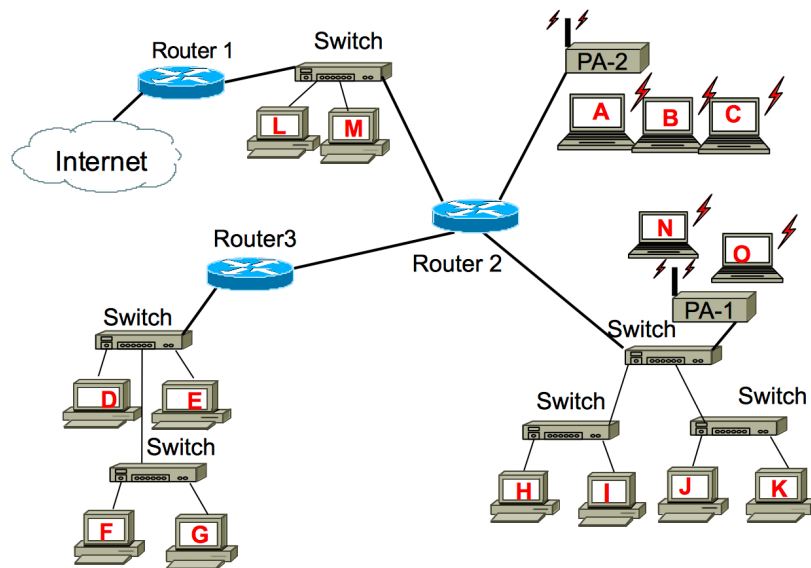 Router 1
Switch
PA-2
L
M
A
B
C
Internet
N
O
Router3
Router 2
PA-1
Switch
Switch
D
E
Switch
Switch
Switch
H
I
J
K
F
G